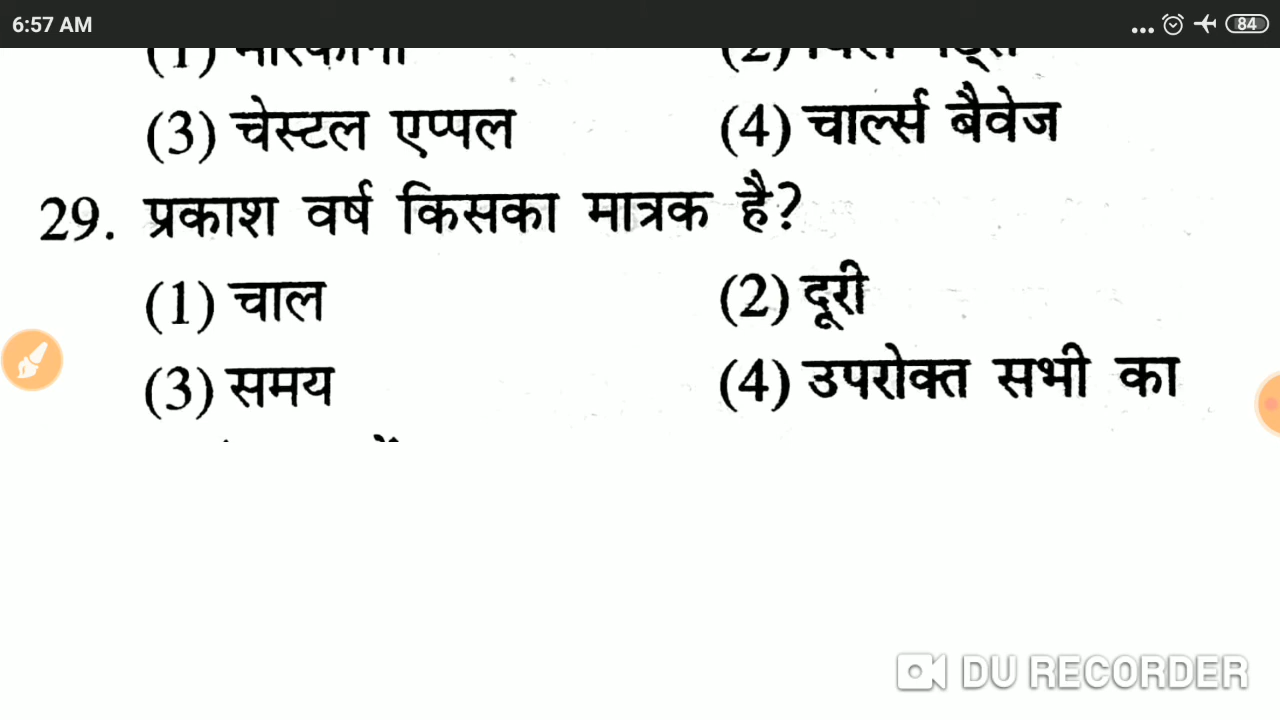 6:57 AM
84
(3) चेस्टल एप्पल (4) चार्ल्स बैवेज
29. प्रकाश वर्ष किसका मात्रक है?
(1) चाल (2) दूरी
(3) समय (4) उपरोक्त सभी का
DU RECORDER